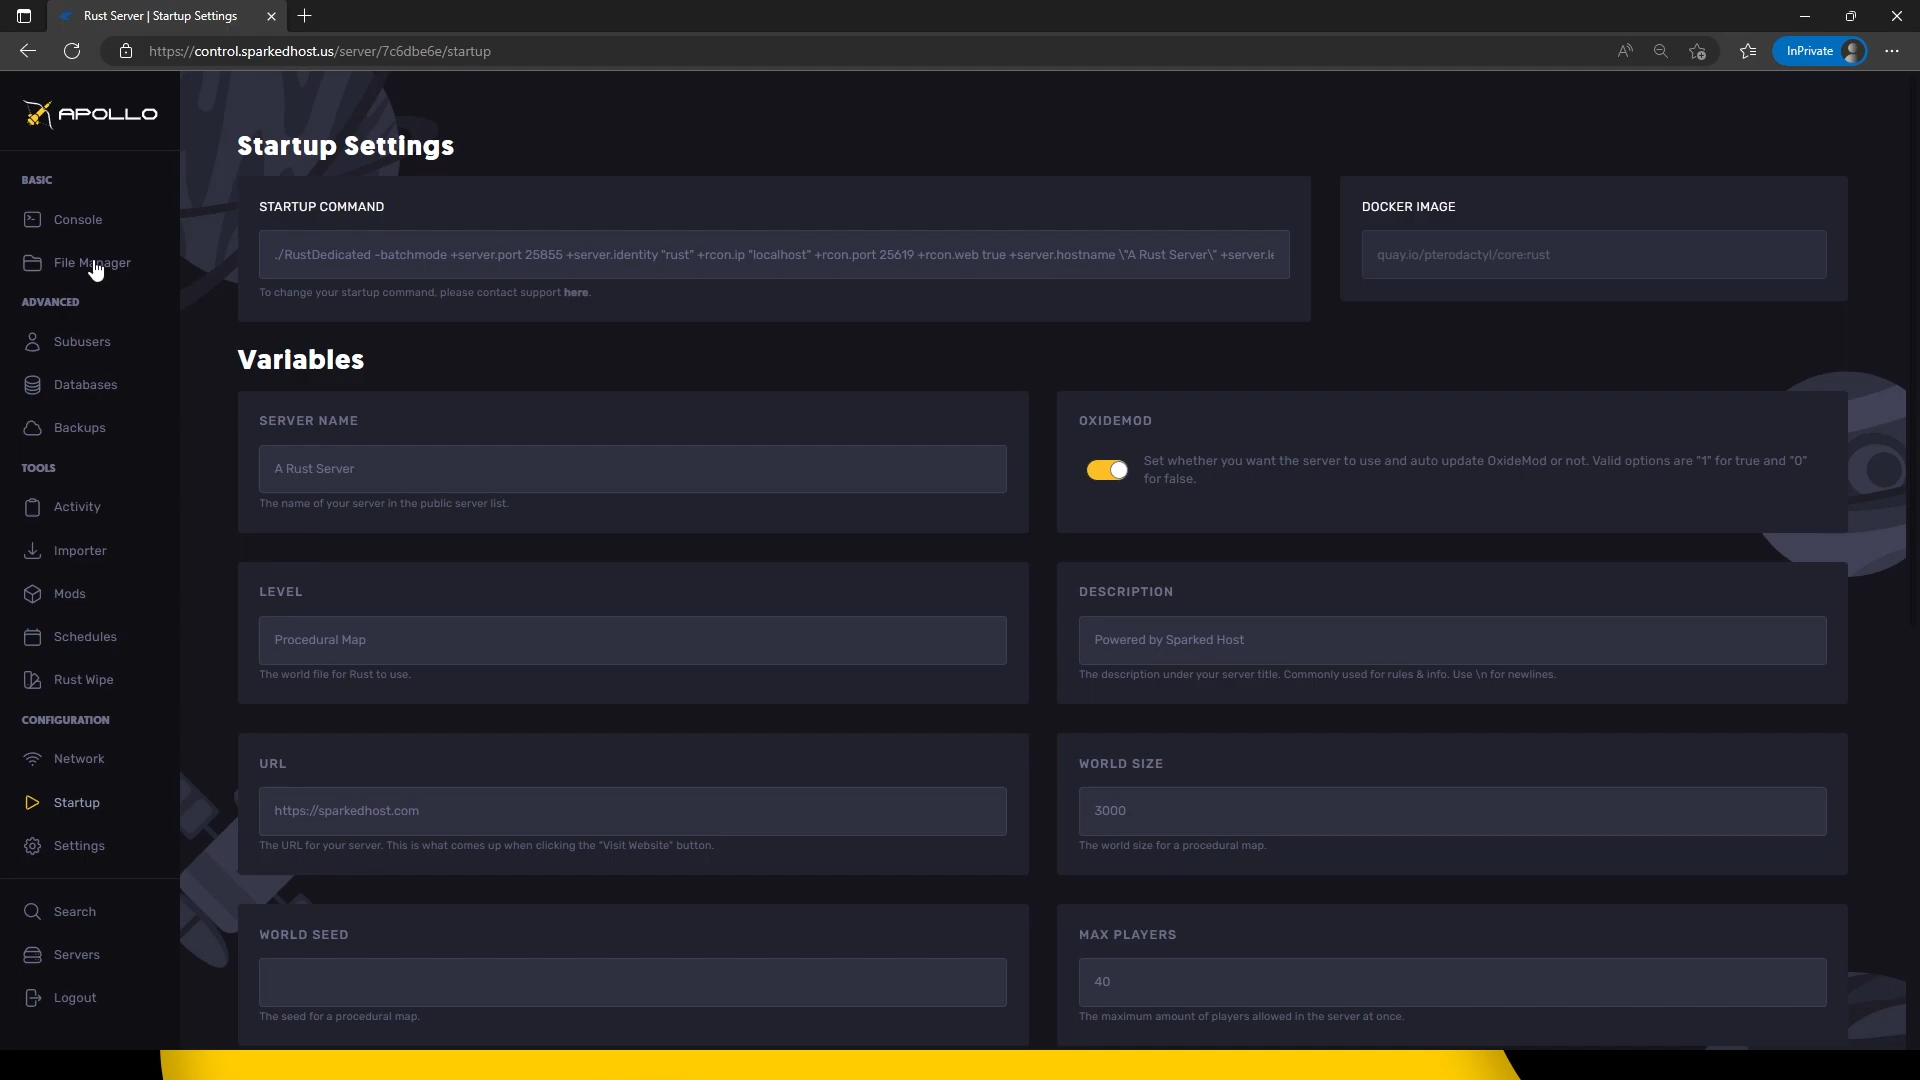 Rust Server | Startup Settings
https://control.sparkedhost.us/server/7c6dbe6e/startup
InPrivate
APOLLO
BASIC
Console
File Manager
ADVANCED
Subusers
Databases
Backups
TOOLS
Activity
Importer
Mods
Schedules
Rust Wipe
CONFIGURATION
Network
Startup
Settings
Search
Servers
Logout
Startup Settings
STARTUP COMMAND
./RustDedicated -batchmode +server.port 25855 +server.identity "rust" +rcon.ip "localhost" +rcon.port 25619 +rcon.web true +server.hostname \"A Rust Server\" +server.le
To change your startup command, please contact support here.
DOCKER IMAGE
quay.io/pterodactyl/core:rust
Variables
SERVER NAME
A Rust Server
The name of your server in the public server list.
OXIDEMOD
Set whether you want the server to use and auto update OxideMod or not. Valid options are "1" for true and "0"
for false.
LEVEL
Procedural Map
The world file for Rust to use.
DESCRIPTION
Powered by Sparked Host
The description under your server title. Commonly used for rules & info. Use \n for newlines.
URL
https://sparkedhost.com
The URL for your server. This is what comes up when clicking the "Visit Website" button.
WORLD SIZE
3000
The world size for a procedural map.
WORLD SEED
The seed for a procedural map.
MAX PLAYERS
40
The maximum amount of players allowed in the server at once.